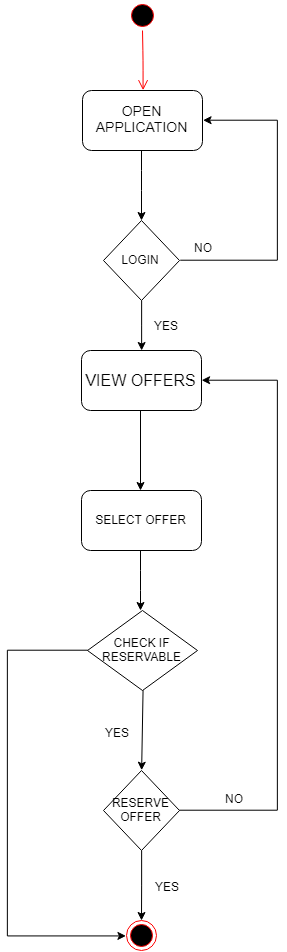 OPEN
APPLICATION
LOGIN
NO
YES
VIEW OFFERS
SELECT OFFER
CHECK IF
RESERVABLE
YES
RESERVE
OFFER
NO
YES